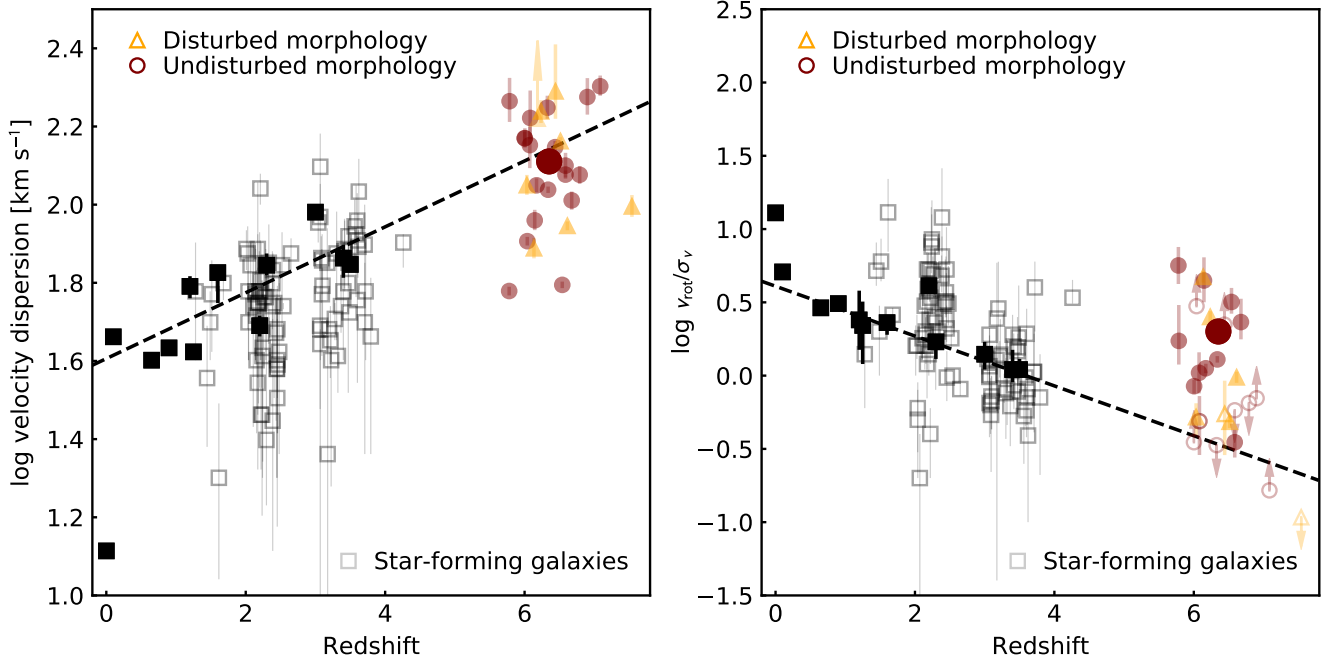 Disturbed morphology
Undisturbed morphology
2.4
2.2
2.0
1.8
1.6
1.4
1.2
1.0
log velocity dispersion [km s⁻¹]
Star-forming galaxies
0
2
4
6
Redshift
Disturbed morphology
Undisturbed morphology
2.5
2.0
1.5
1.0
0.5
0.0
−0.5
−1.0
−1.5
log v_rot/σ_v
Star-forming galaxies
0
2
4
6
Redshift